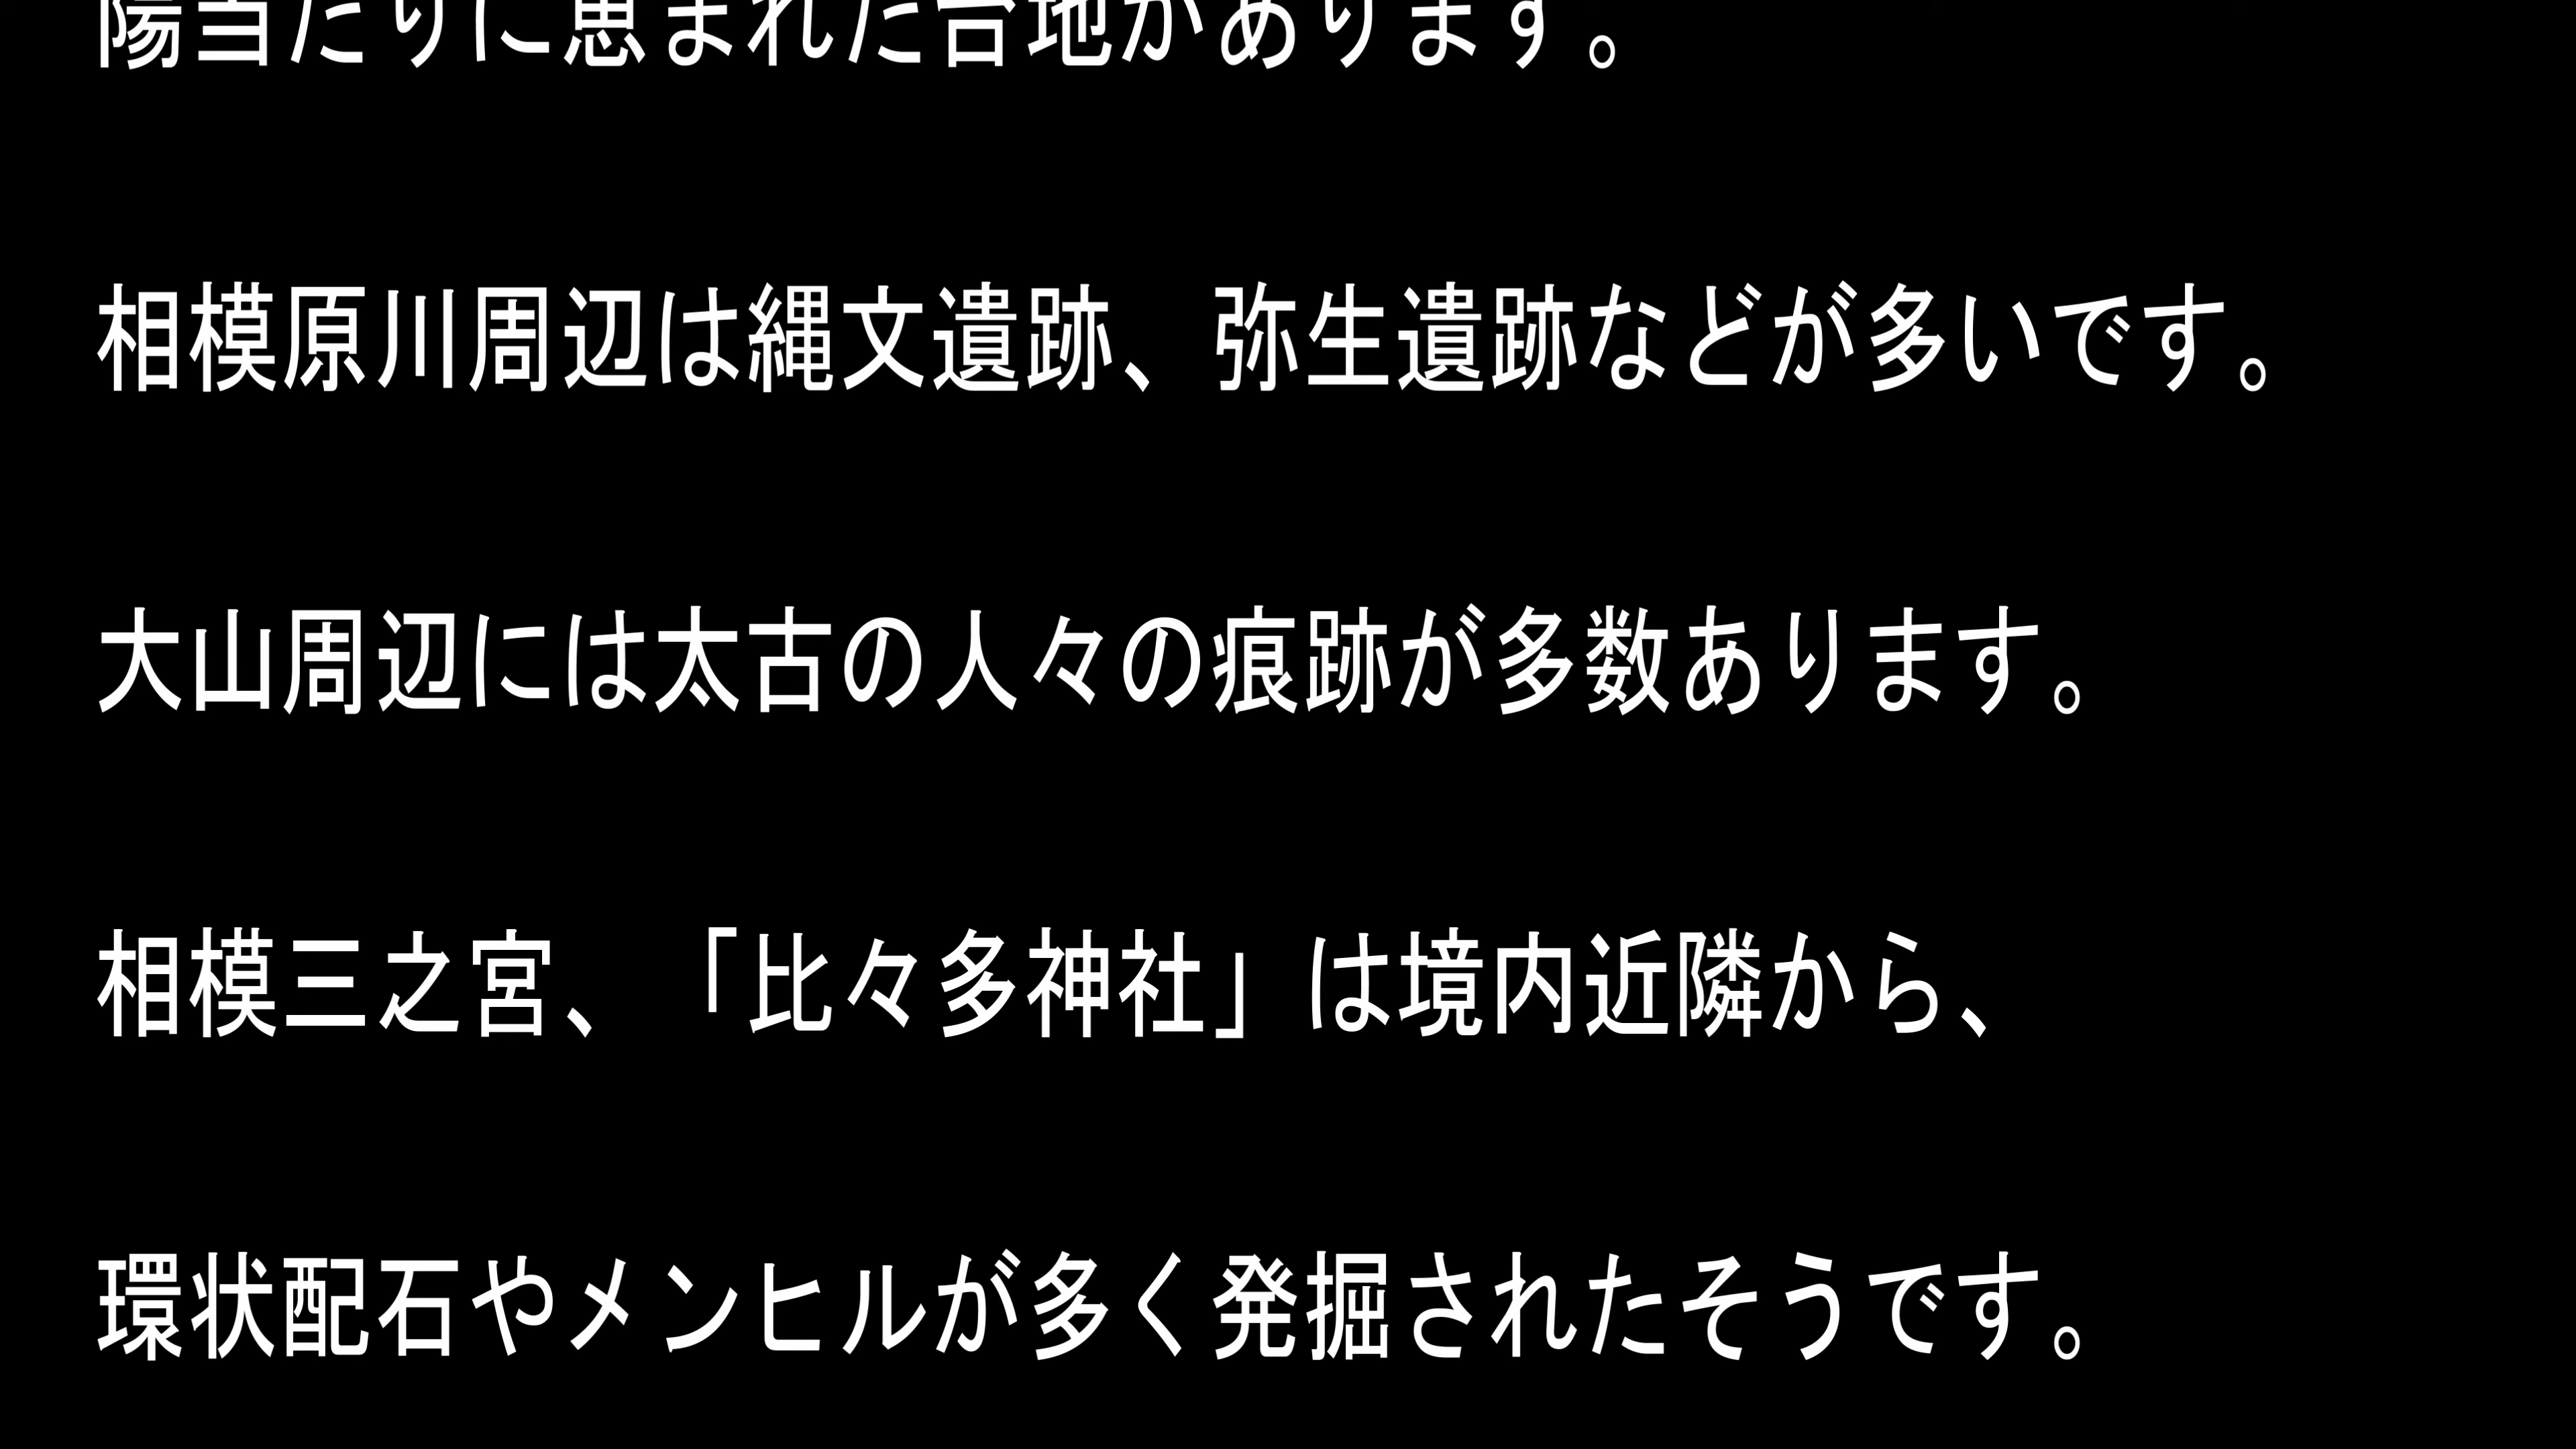 陽当たりに恵まれた台地があります。
相模原川周辺は縄文遺跡、弥生遺跡などが多いです。
大山周辺には太古の人々の痕跡が多数あります。
相模三之宮、「比々多神社」は境内近隣から、
環状配石やメンヒルが多く発掘されたそうです。